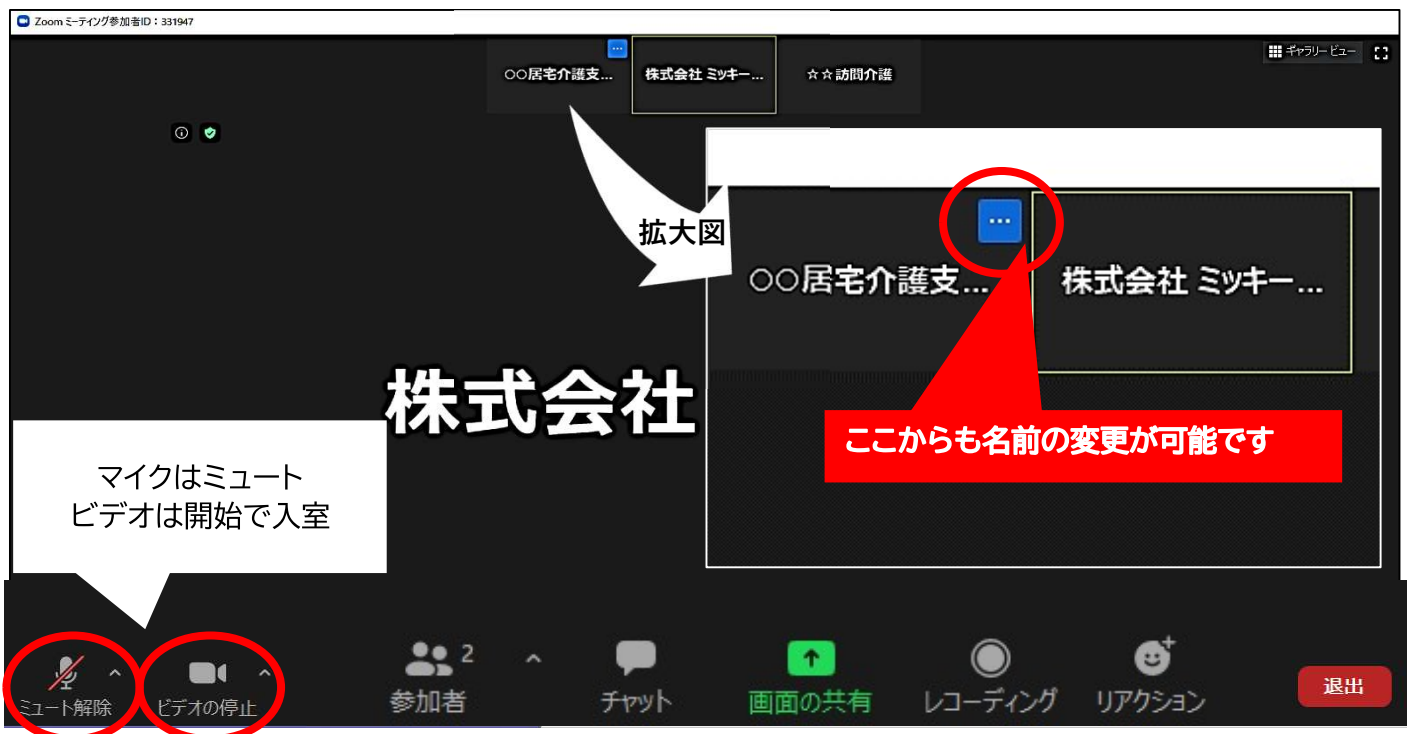 Zoom ミーティング参加者ID：331947
○○居宅介護支...
株式会社 ミッキー...
☆☆訪問介護
ギャラリービュー
拡大図
○○居宅介護支...
株式会社 ミッキー...
株式会社
ここからも名前の変更が可能です
マイクはミュート
ビデオは開始で入室
ミュート解除
ビデオの停止
2
参加者
チャット
画面の共有
レコーディング
リアクション
退出